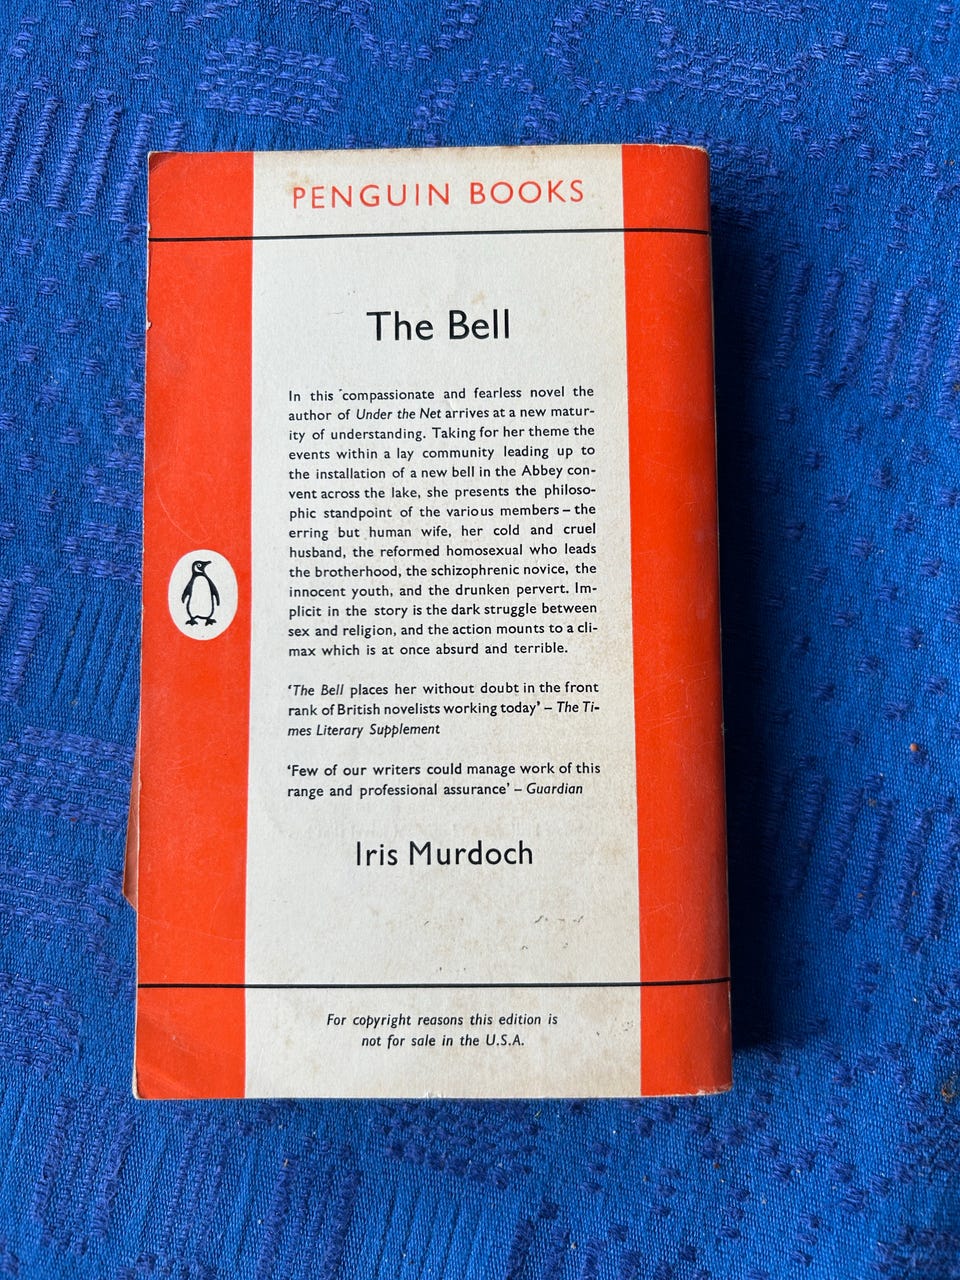 PENGUIN BOOKS
The Bell
In this compassionate and fearless novel the
author of Under the Net arrives at a new matur-
ity of understanding. Taking for her theme the
events within a lay community leading up to
the installation of a new bell in the Abbey con-
vent across the lake, she presents the philoso-
phic standpoint of the various members – the
erring but human wife, her cold and cruel
husband, the reformed homosexual who leads
the brotherhood, the schizophrenic novice, the
innocent youth, and the drunken pervert. Im-
plicit in the story is the dark struggle between
sex and religion, and the action mounts to a cli-
max which is at once absurd and terrible.
‘The Bell places her without doubt in the front
rank of British novelists working today’ – The Ti-
mes Literary Supplement
‘Few of our writers could manage work of this
range and professional assurance’ – Guardian
Iris Murdoch
For copyright reasons this edition is
not for sale in the U.S.A.